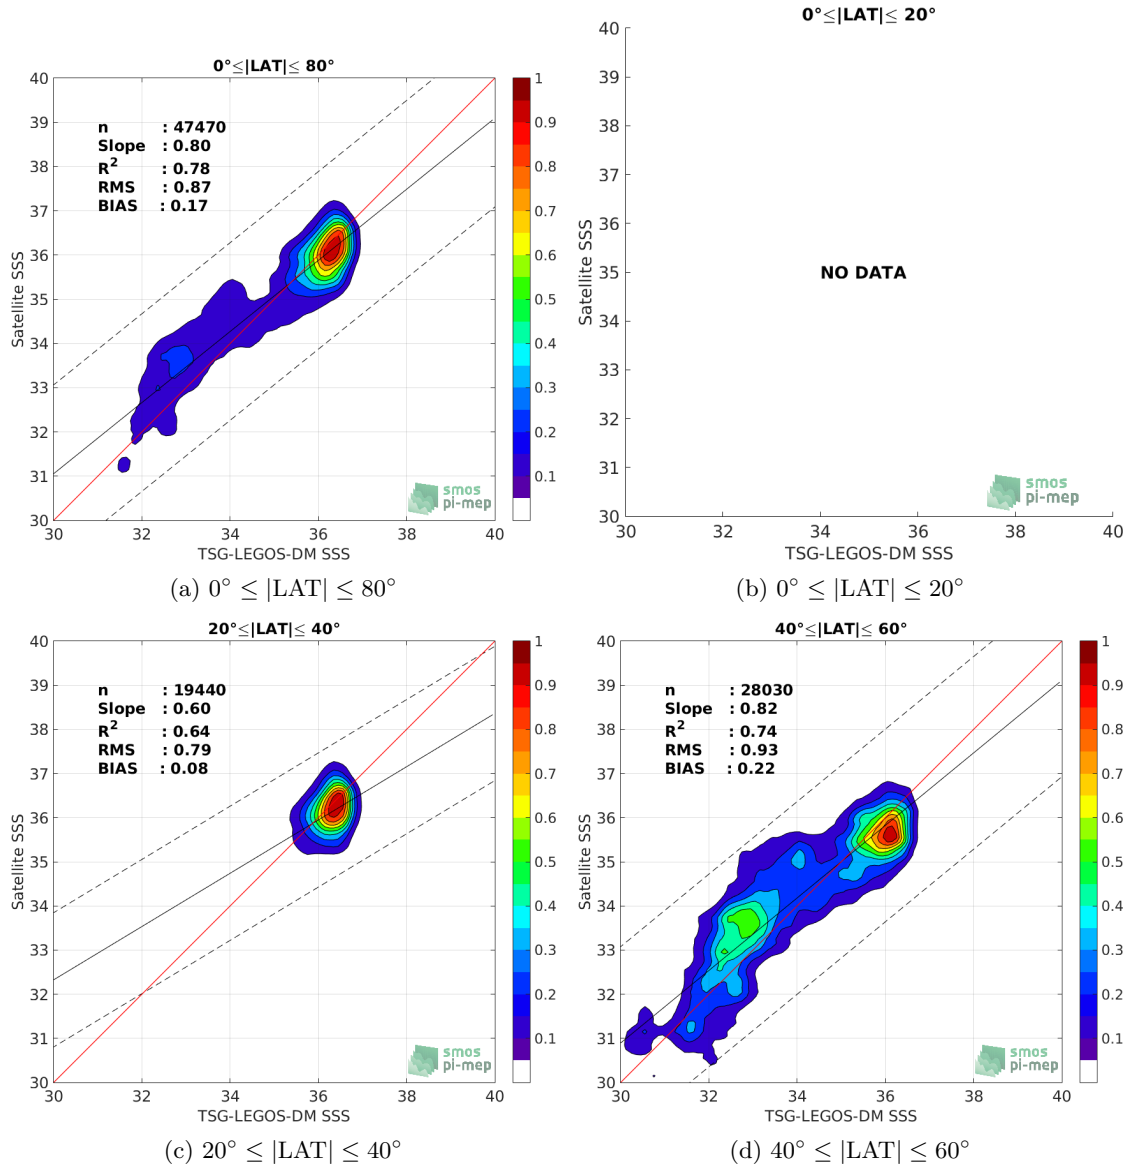 0°≤|LAT|≤ 80°
40
39
38
37
36
35
34
33
32
31
30
Satellite SSS
n : 47470
Slope : 0.80
R2 : 0.78
RMS : 0.87
BIAS : 0.17
1
0.9
0.8
0.7
0.6
0.5
0.4
0.3
0.2
0.1
smos
pi-mep
30 32 34 36 38 40
TSG-LEGOS-DM SSS
(a) 0° ≤ |LAT| ≤ 80°
0°≤|LAT|≤ 20°
40
39
38
37
36
35
34
33
32
31
30
Satellite SSS
NO DATA
smos
pi-mep
30 32 34 36 38 40
TSG-LEGOS-DM SSS
(b) 0° ≤ |LAT| ≤ 20°
20°≤|LAT|≤ 40°
40
39
38
37
36
35
34
33
32
31
30
Satellite SSS
n : 19440
Slope : 0.60
R2 : 0.64
RMS : 0.79
BIAS : 0.08
1
0.9
0.8
0.7
0.6
0.5
0.4
0.3
0.2
0.1
smos
pi-mep
30 32 34 36 38 40
TSG-LEGOS-DM SSS
(c) 20° ≤ |LAT| ≤ 40°
40°≤|LAT|≤ 60°
40
39
38
37
36
35
34
33
32
31
30
Satellite SSS
n : 28030
Slope : 0.82
R2 : 0.74
RMS : 0.93
BIAS : 0.22
1
0.9
0.8
0.7
0.6
0.5
0.4
0.3
0.2
0.1
smos
pi-mep
30 32 34 36 38 40
TSG-LEGOS-DM SSS
(d) 40° ≤ |LAT| ≤ 60°